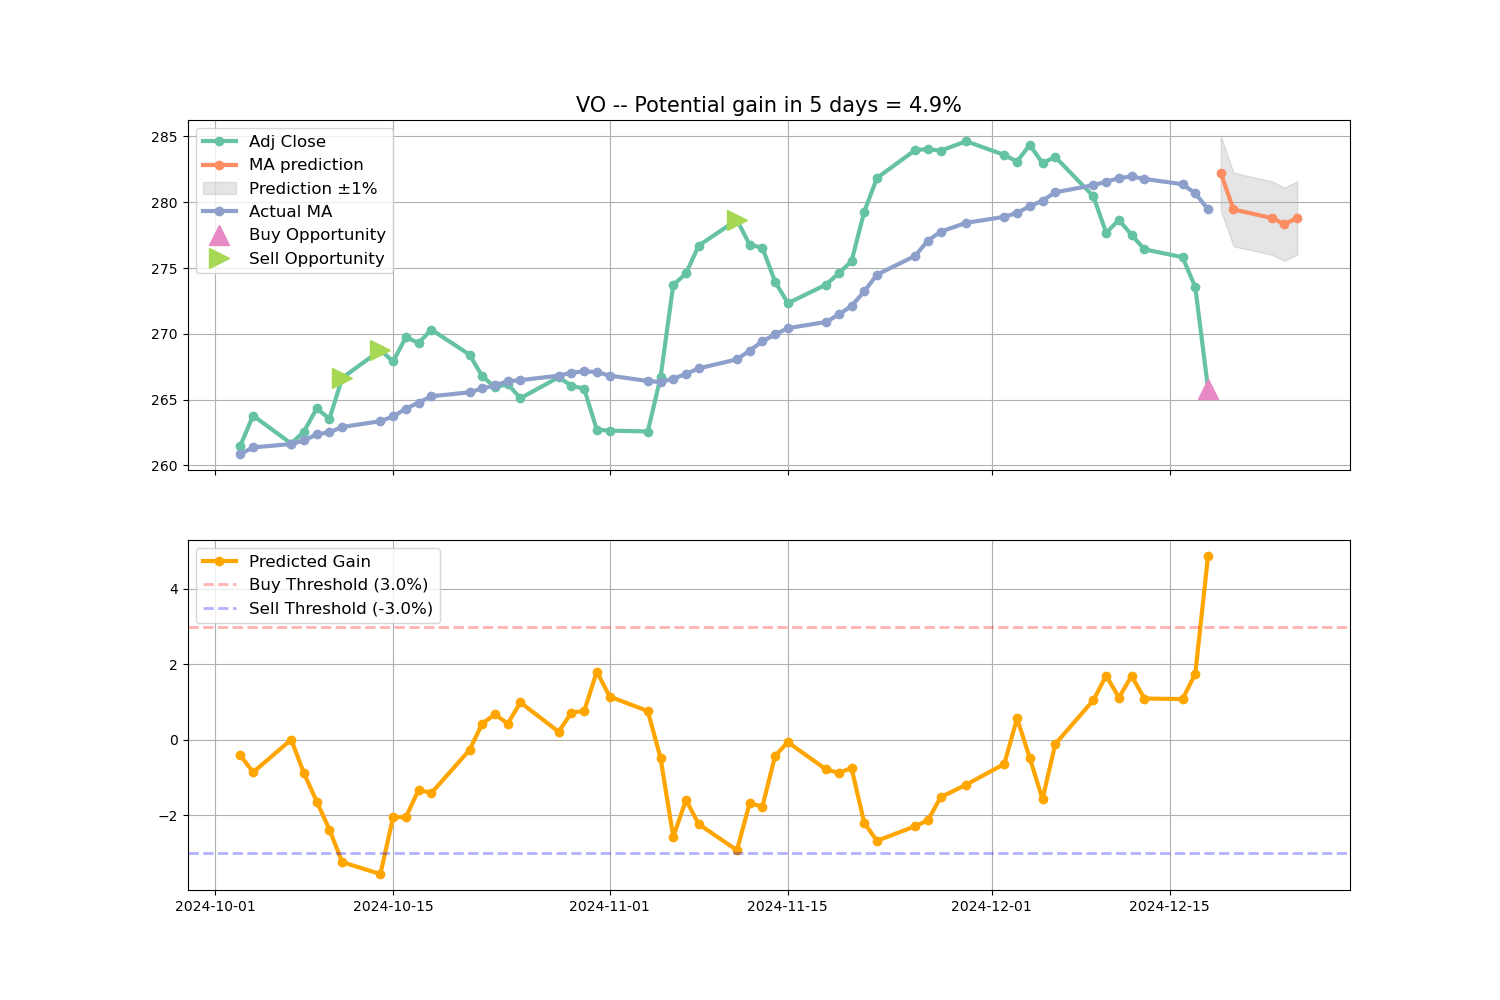 VO -- Potential gain in 5 days = 4.9%
285
280
275
270
265
260
Adj Close
MA prediction
Prediction ±1%
Actual MA
Buy Opportunity
Sell Opportunity
4
2
0
−2
Predicted Gain
Buy Threshold (3.0%)
Sell Threshold (-3.0%)
2024-10-01
2024-10-15
2024-11-01
2024-11-15
2024-12-01
2024-12-15